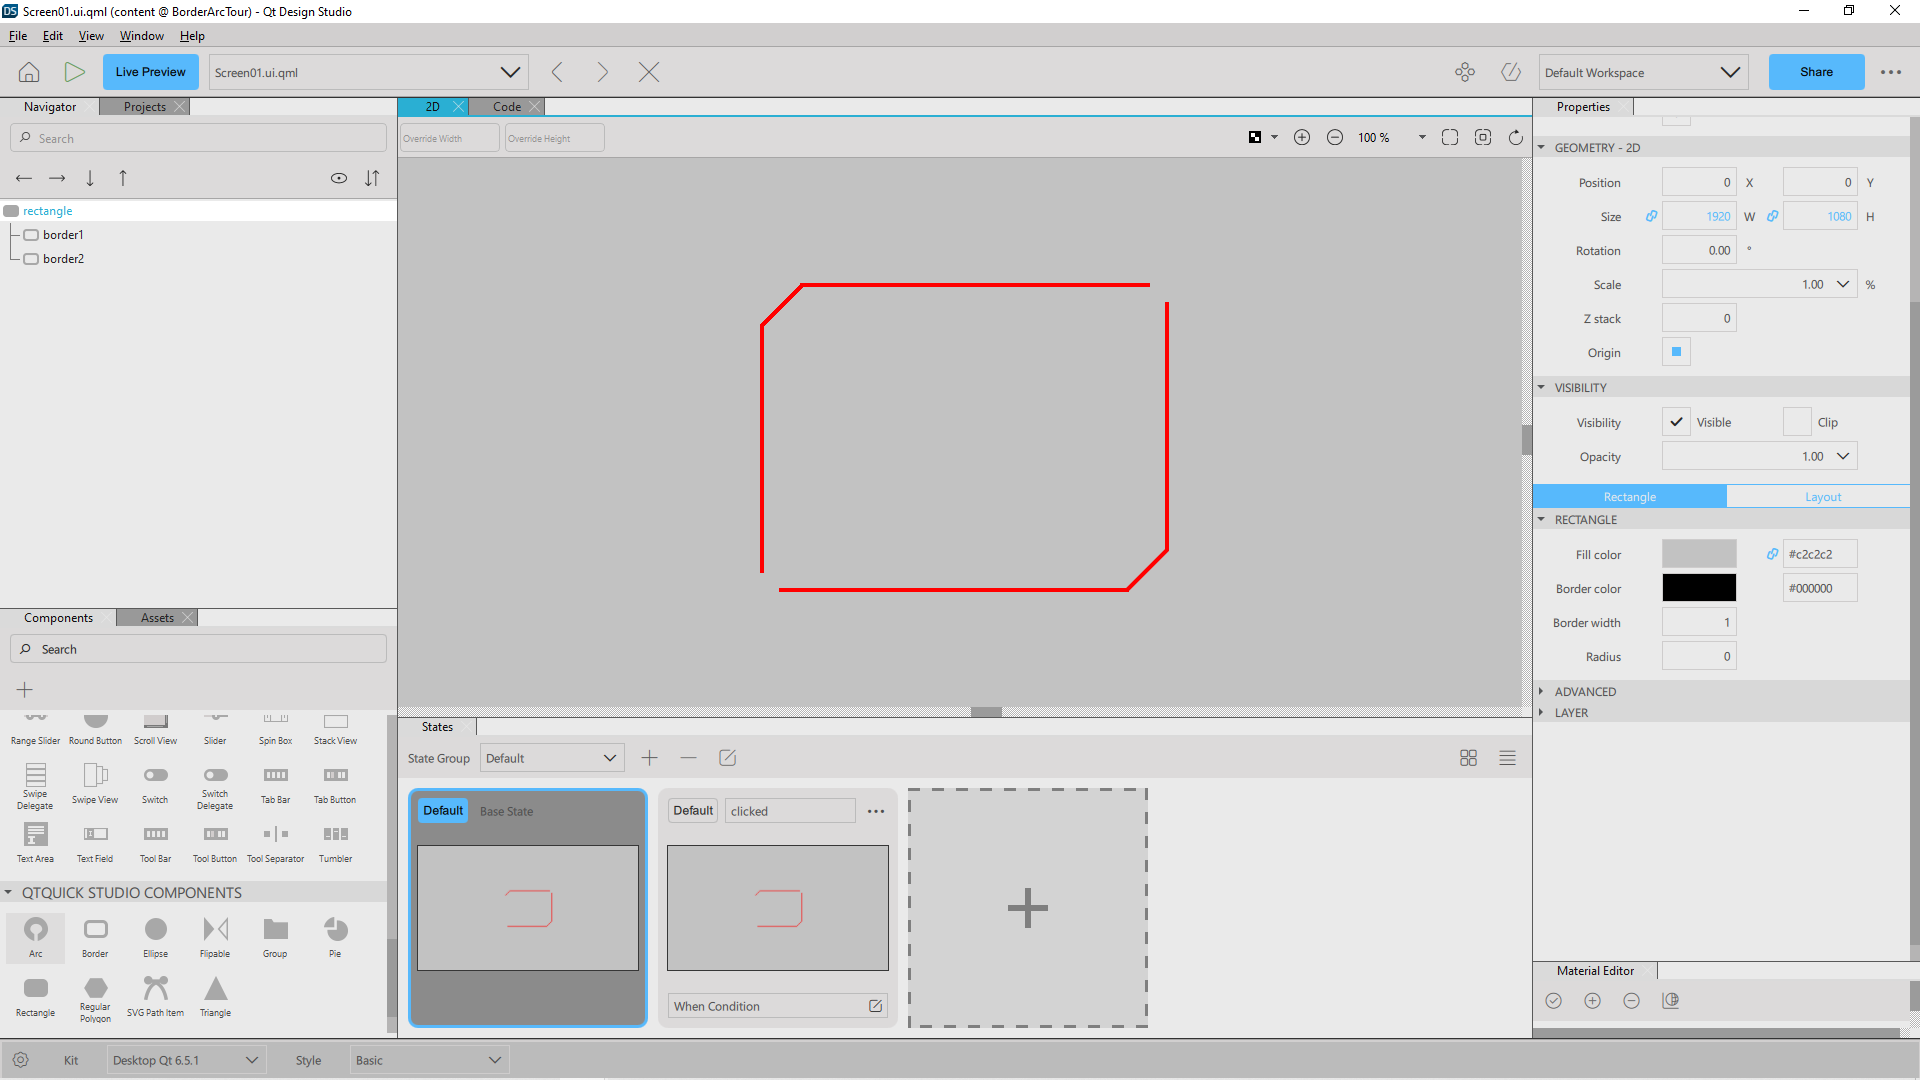 DS Screen01.ui.qml (content @ BorderArcTour) - Qt Design Studio
File Edit View Window Help
Live Preview Screen01.ui.qml Default Workspace Share
Navigator Projects 2D Code Properties
Search Override Width Override Height 100 %
GEOMETRY - 2D
Position 0 X 0 Y
rectangle
Size 1920 W 1080 H
border1
Rotation 0.00 °
border2
Scale 1.00 %
Z stack 0
Origin
VISIBILITY
Visibility Visible Clip
Opacity 1.00
Rectangle Layout
RECTANGLE
Fill color #c2c2c2
Border color #000000
Border width 1
Radius 0
ADVANCED
LAYER
Components Assets
Search
Range Slider Round Button Scroll View Slider Spin Box Stack View
Swipe Delegate Swipe View Switch Switch Delegate Tab Bar Tab Button
Text Area Text Field Tool Bar Tool Button Tool Separator Tumbler
QTQUICK STUDIO COMPONENTS
Arc Border Ellipse Flipable Group Pie
Rectangle Regular Polygon SVG Path Item Triangle
States
State Group Default
Default Base State Default clicked
When Condition
Material Editor
Kit Desktop Qt 6.5.1 Style Basic